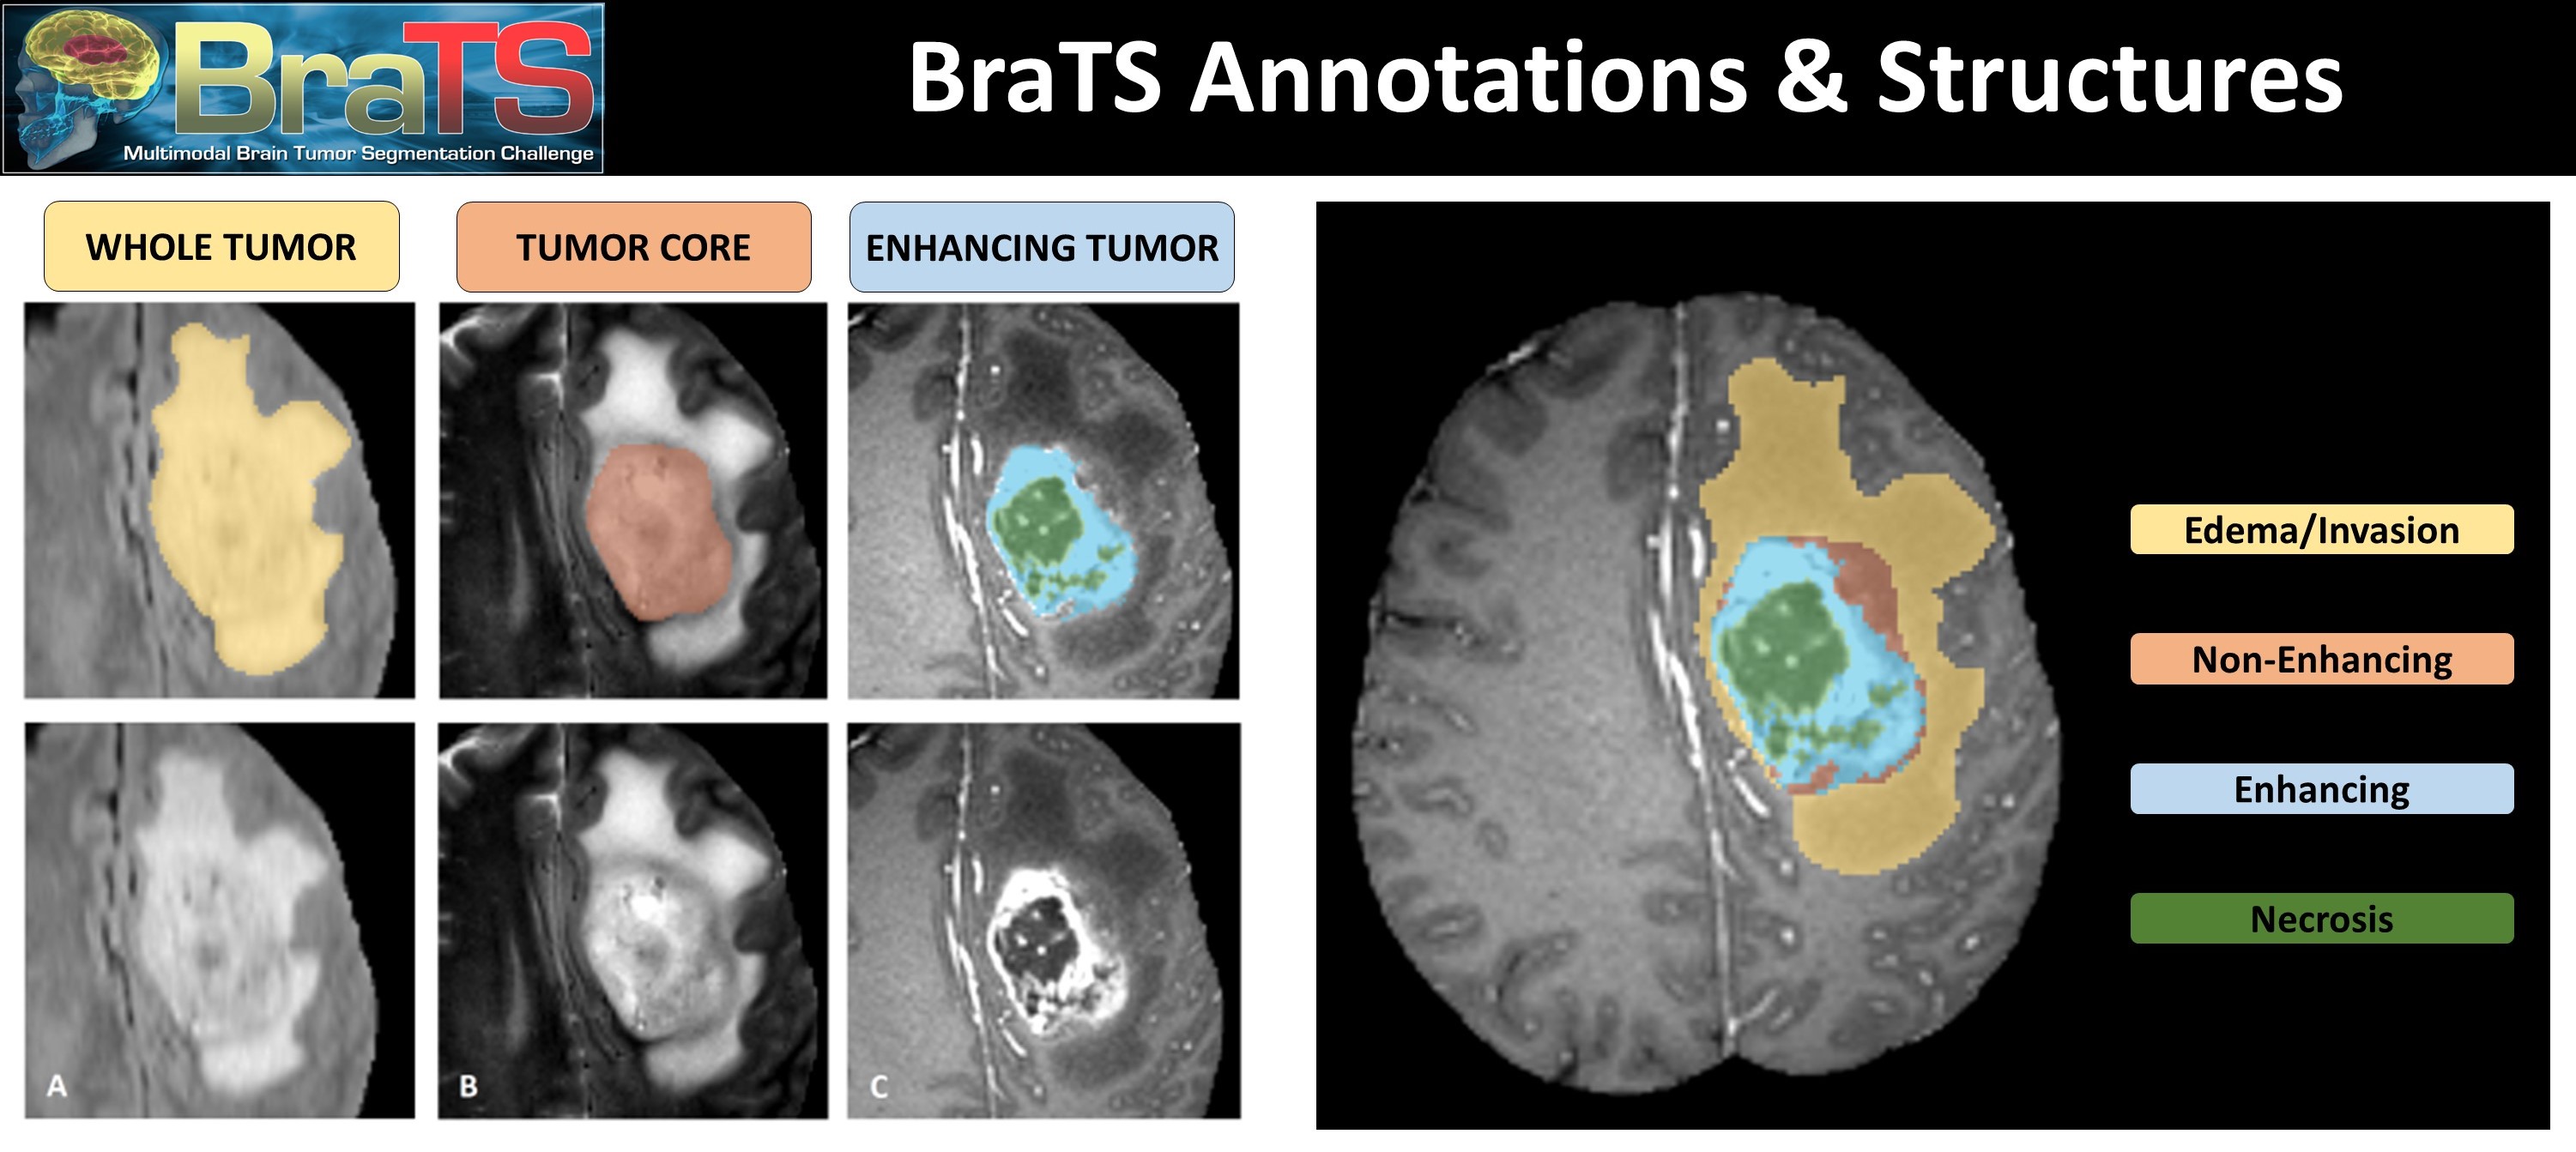 BraTS
Multimodal Brain Tumor Segmentation Challenge
BraTS Annotations & Structures
WHOLE TUMOR
TUMOR CORE
ENHANCING TUMOR
A
B
C
Edema/Invasion
Non-Enhancing
Enhancing
Necrosis